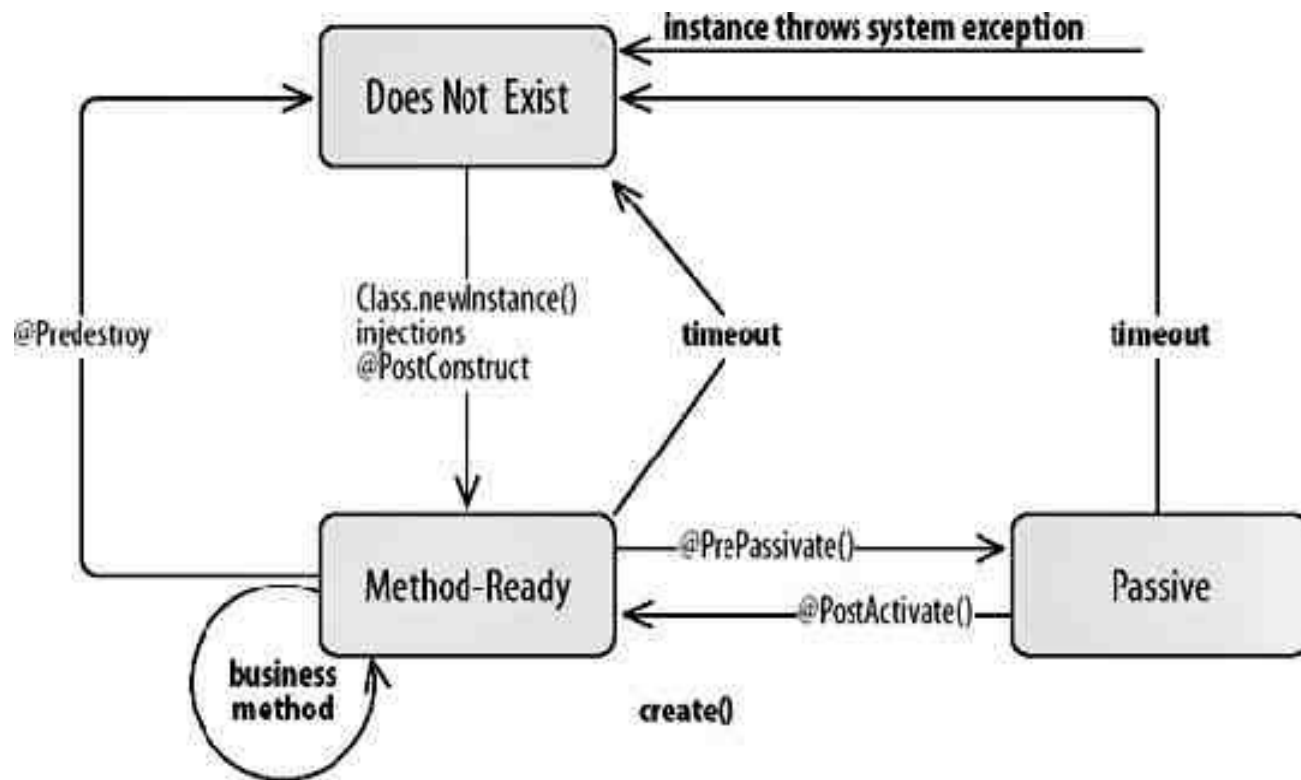 instance throws system exception
Does Not Exist
Class.newInstance()
injections
@PostConstruct
@Predestroy
timeout
timeout
@PrePassivate()
Method-Ready
@PostActivate()
Passive
business
method
create()